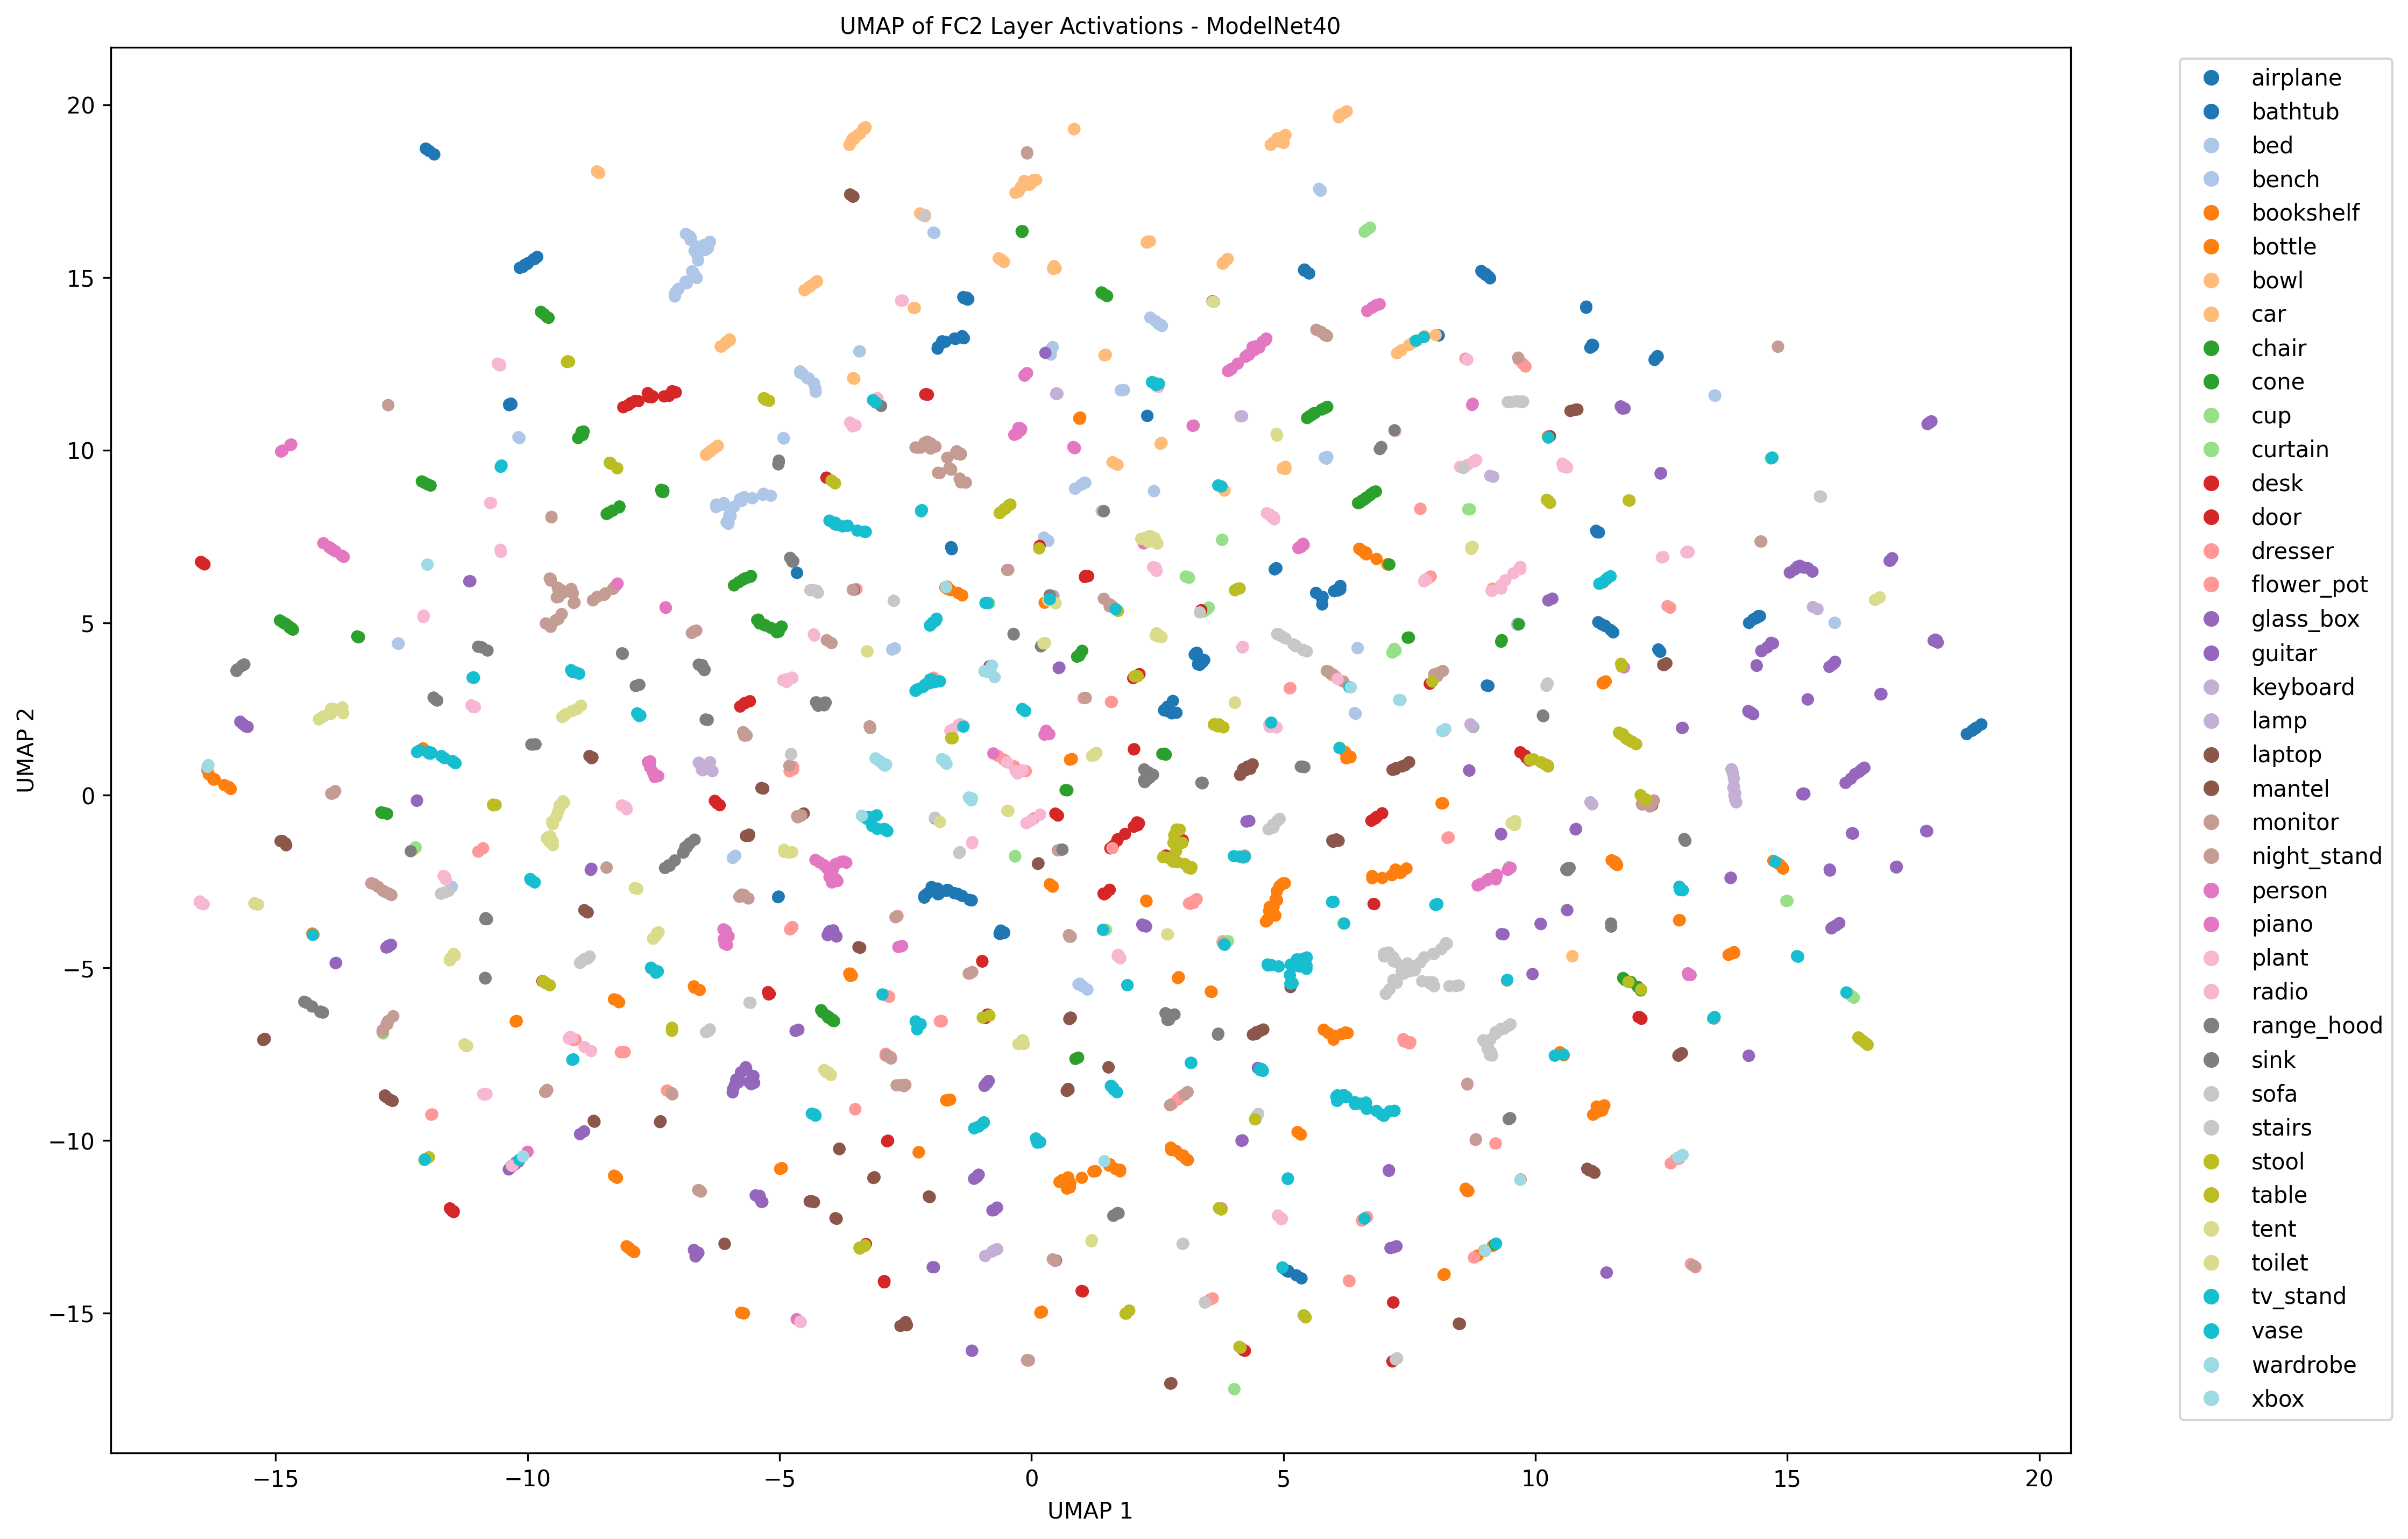 UMAP of FC2 Layer Activations - ModelNet40
UMAP 2
20
15
10
5
0
−5
−10
−15
−15
−10
−5
0
5
10
15
20
UMAP 1
airplane
bathtub
bed
bench
bookshelf
bottle
bowl
car
chair
cone
cup
curtain
desk
door
dresser
flower_pot
glass_box
guitar
keyboard
lamp
laptop
mantel
monitor
night_stand
person
piano
plant
radio
range_hood
sink
sofa
stairs
stool
table
tent
toilet
tv_stand
vase
wardrobe
xbox